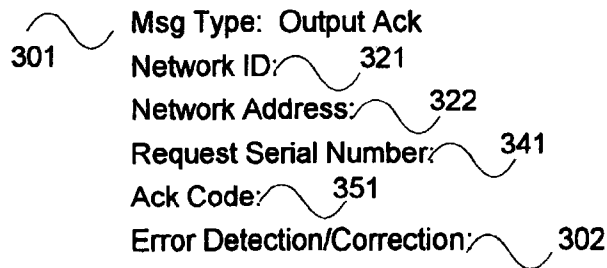 301 Msg Type: Output Ack
Network ID: 321
Network Address: 322
Request Serial Number: 341
Ack Code: 351
Error Detection/Correction: 302